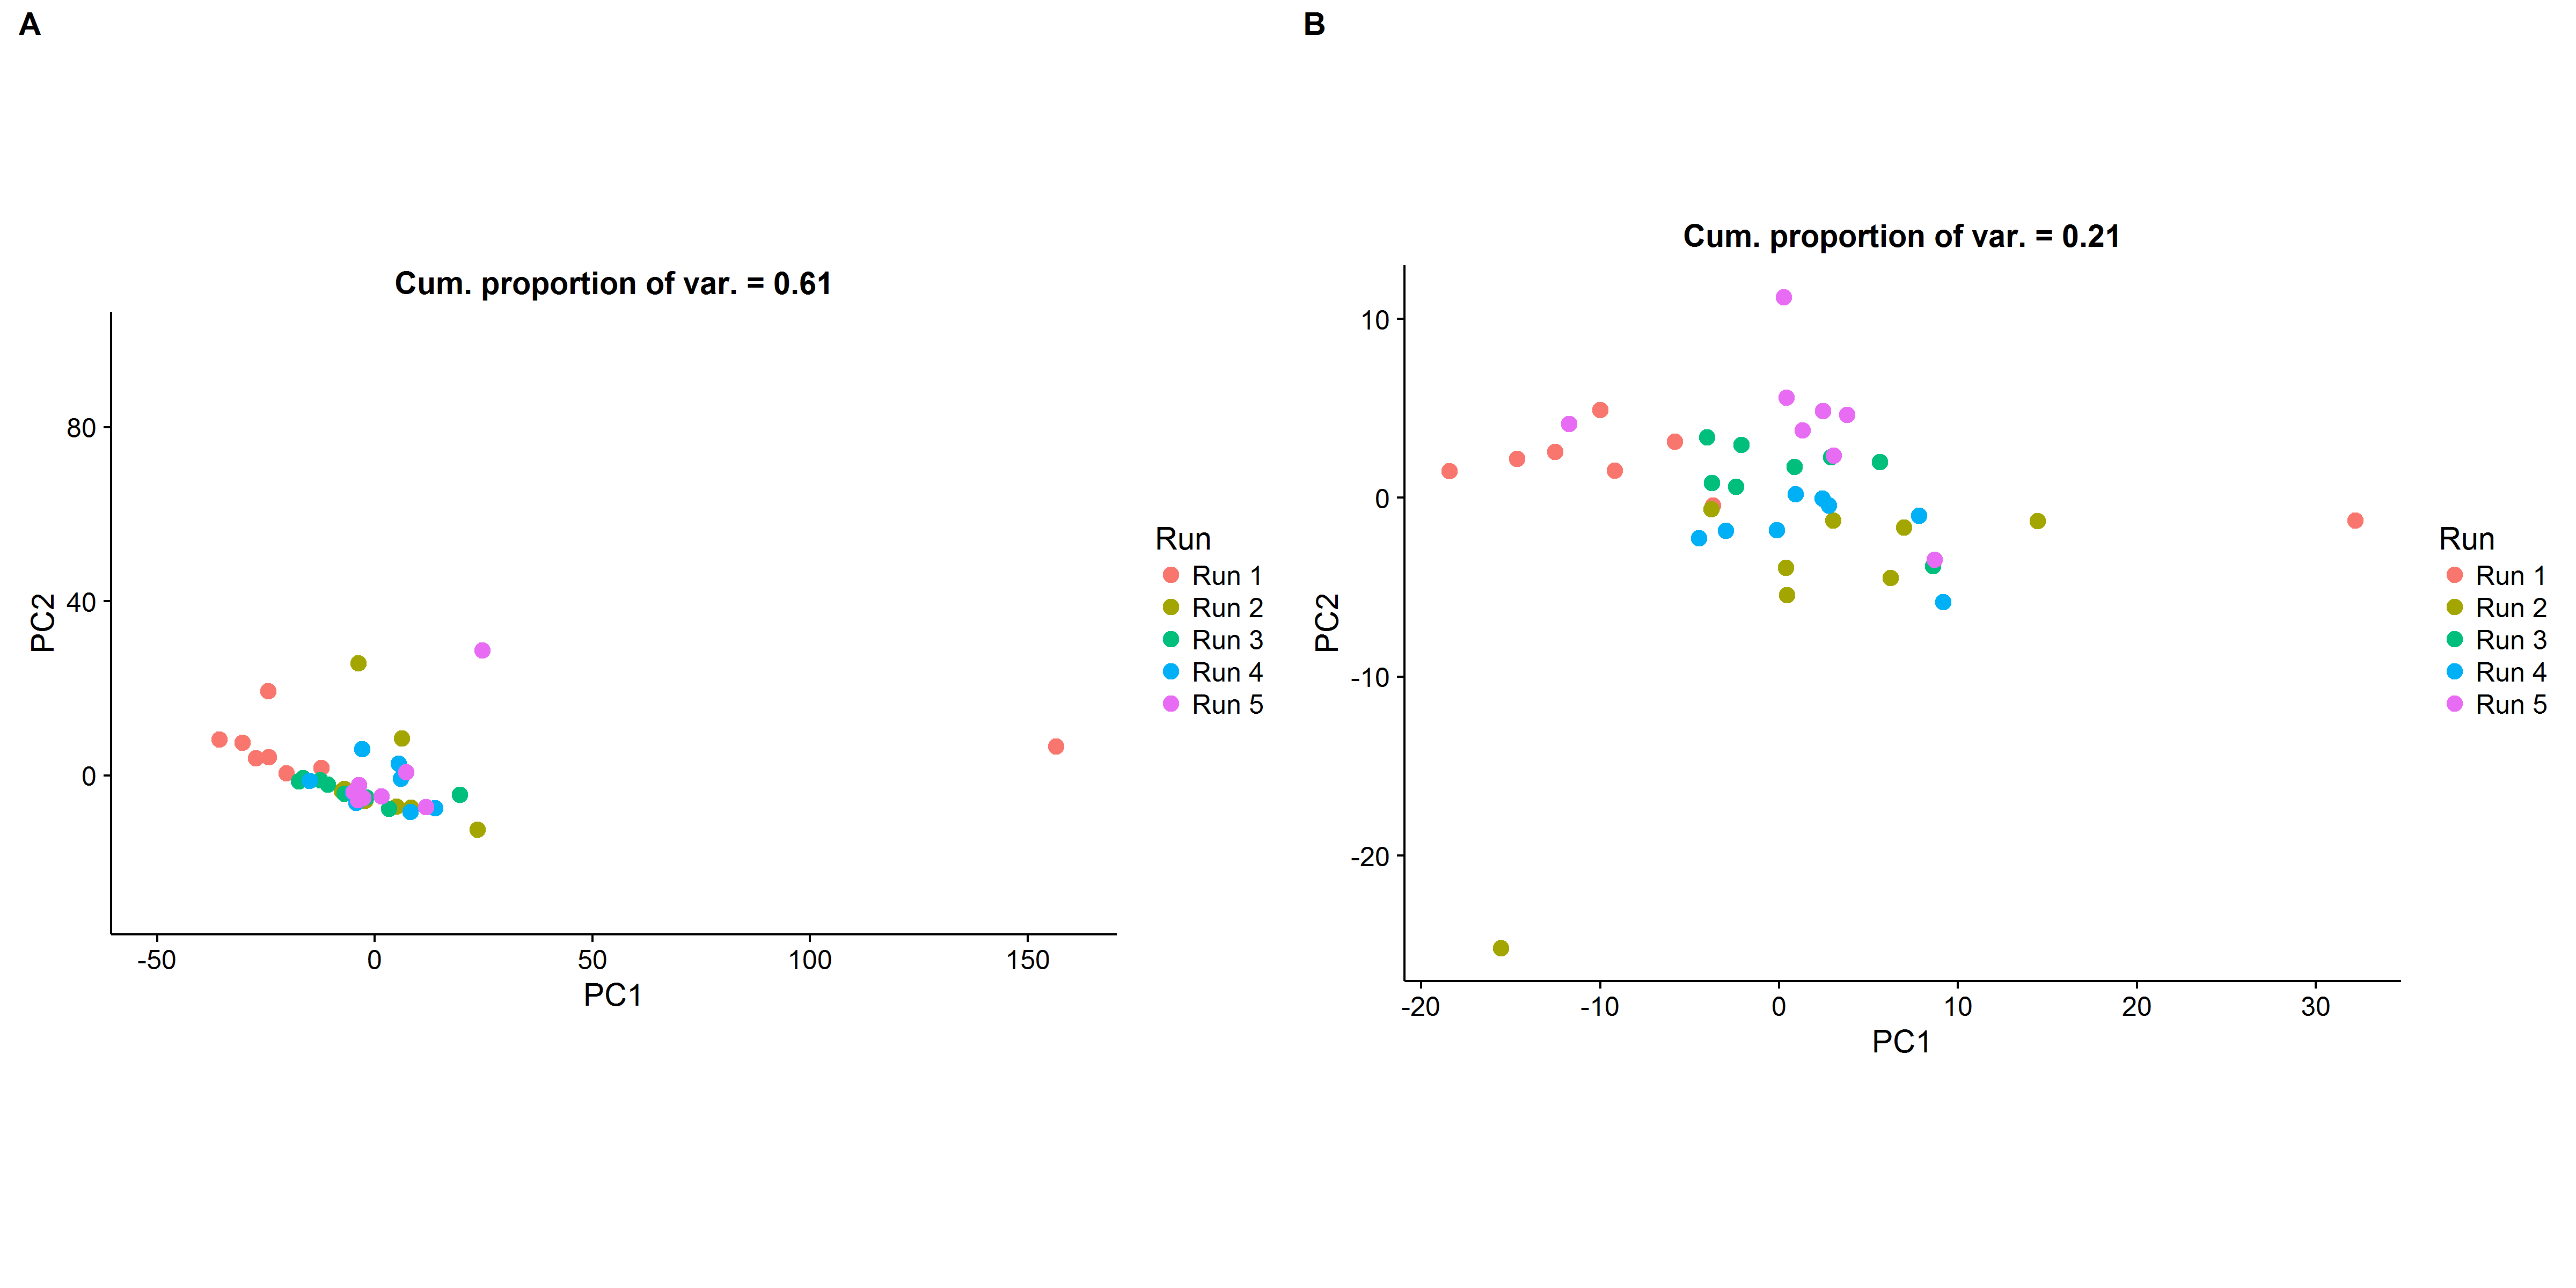 A
Cum. proportion of var. = 0.61
80
40
0
PC2
-50 0 50 100 150
PC1
Run
Run 1
Run 2
Run 3
Run 4
Run 5
B
Cum. proportion of var. = 0.21
10
0
-10
-20
PC2
-20 -10 0 10 20 30
PC1
Run
Run 1
Run 2
Run 3
Run 4
Run 5